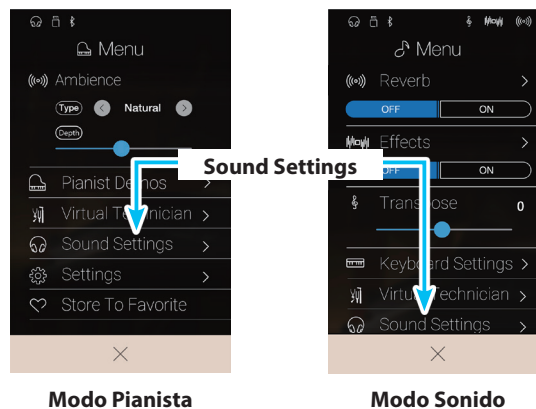 Menu
Ambience
Type
Natural
Depth
Pianist Demos
Virtual Technician
Sound Settings
Settings
Store To Favorite
Modo Pianista
Sound Settings
Menu
Reverb
OFF ON
Effects
OFF ON
Transpose 0
Keyboard Settings
Virtual Technician
Sound Settings
Modo Sonido